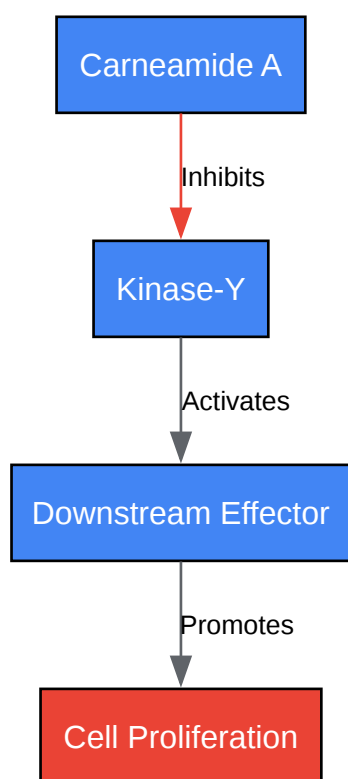 Carneamide A
Inhibits
Kinase-Y
Activates
Downstream Effector
Promotes
Cell Proliferation